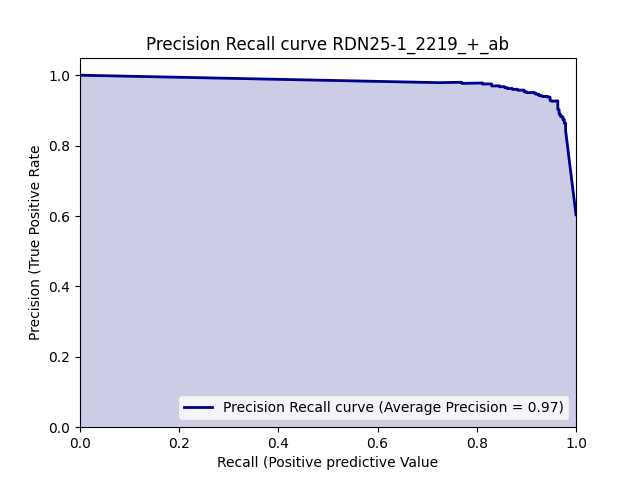 Precision Recall curve RDN25-1_2219_+_ab
Precision (True Positive Rate
1.0
0.8
0.6
0.4
0.2
0.0
Precision Recall curve (Average Precision = 0.97)
0.0 0.2 0.4 0.6 0.8 1.0
Recall (Positive predictive Value